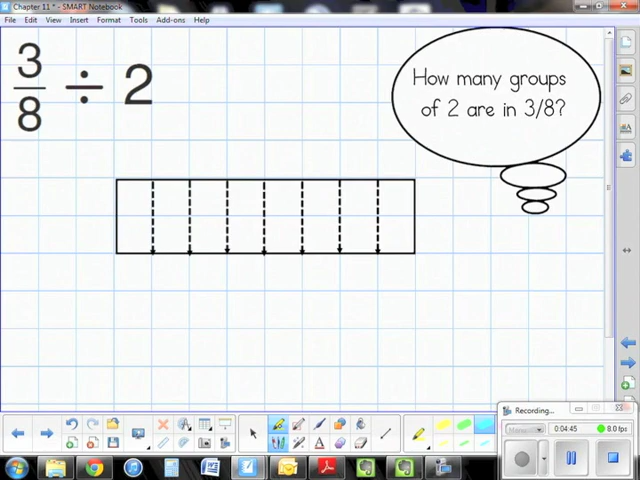 Chapter 11 * - SMART Notebook
File Edit View Insert Format Tools Add-ons Help
3
8
÷ 2
How many groups
of 2 are in 3/8?
Recording...
Menu
0:04:45
8.0 fps